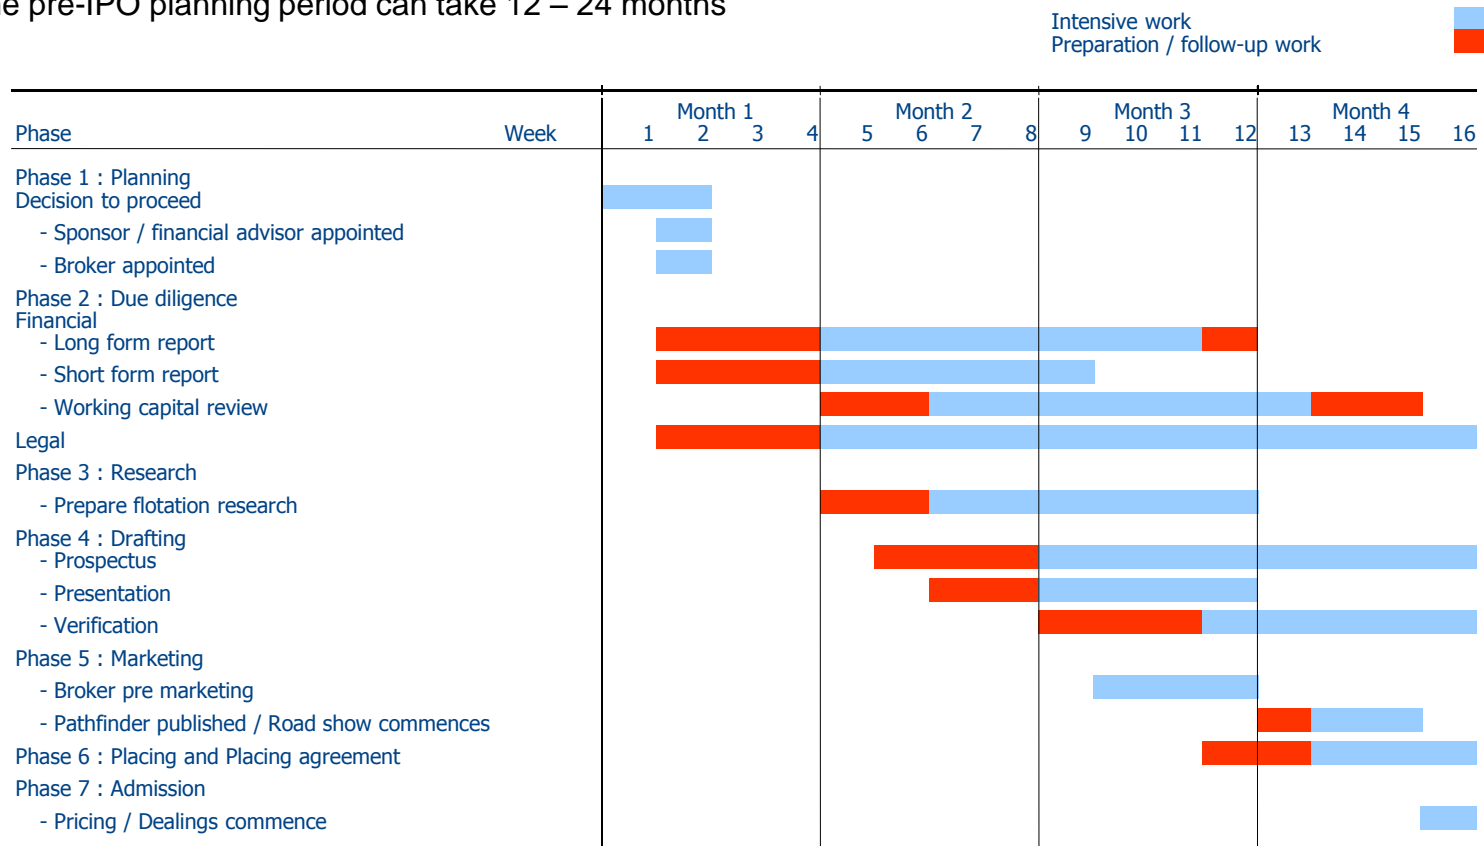 ne pre-IPO planning period can take 12 – 24 months
Intensive work
Preparation / follow-up work
Month 1 Month 2 Month 3 Month 4
Phase Week 1 2 3 4 5 6 7 8 9 10 11 12 13 14 15 16
Phase 1 : Planning
Decision to proceed
- Sponsor / financial advisor appointed
- Broker appointed
Phase 2 : Due diligence
Financial
- Long form report
- Short form report
- Working capital review
Legal
Phase 3 : Research
- Prepare flotation research
Phase 4 : Drafting
- Prospectus
- Presentation
- Verification
Phase 5 : Marketing
- Broker pre marketing
- Pathfinder published / Road show commences
Phase 6 : Placing and Placing agreement
Phase 7 : Admission
- Pricing / Dealings commence